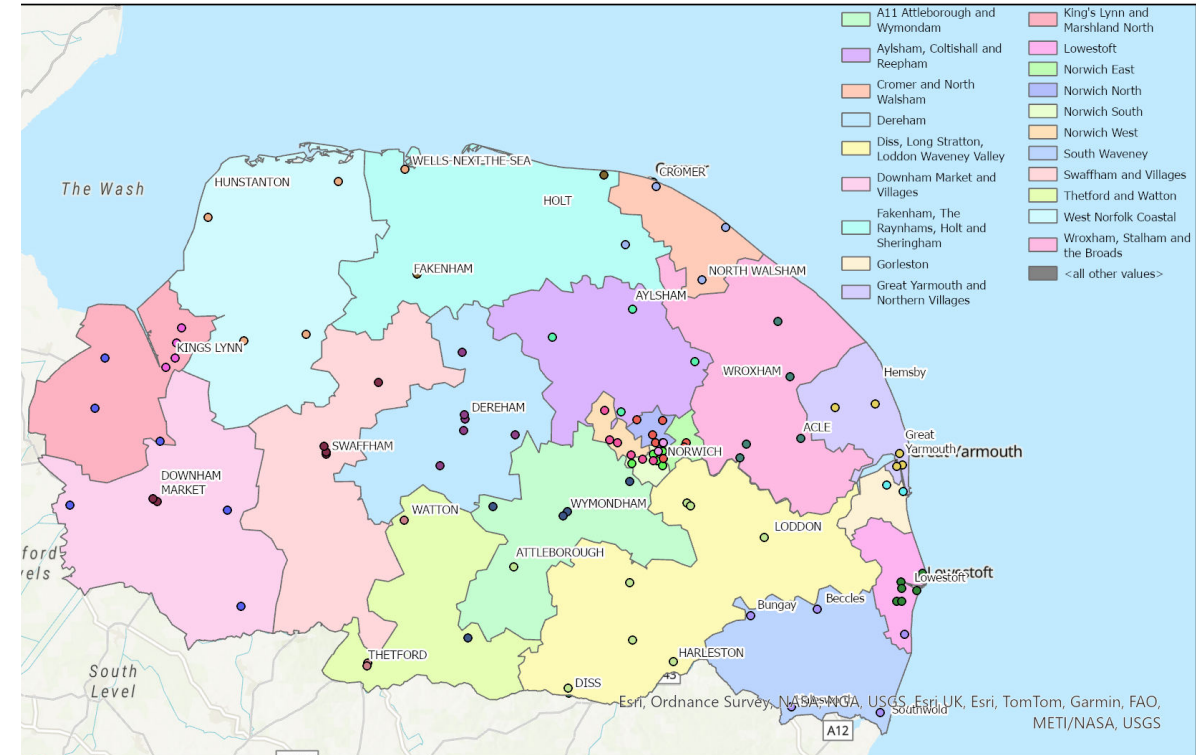 A11 Attleborough and
Wymondam
Aylsham, Coltishall and
Reepham
Cromer and North
Walsham
Dereham
Diss, Long Stratton,
Loddon Waveney Valley
Downham Market and
Villages
Fakenham, The
Raynhams, Holt and
Sheringham
Gorleston
Great Yarmouth and
Northern Villages
King's Lynn and
Marshland North
Lowestoft
Norwich East
Norwich North
Norwich South
Norwich West
South Waveney
Swaffham and Villages
Thetford and Watton
West Norfolk Coastal
Wroxham, Stalham and
the Broads
<all other values>
The Wash
HUNSTANTON
WELLS-NEXT-THE-SEA
CROMER
HOLT
FAKENHAM
NORTH WALSHAM
AYLSHAM
KINGS LYNN
WROXHAM
Hemsby
DEREHAM
ACLE
SWAFFHAM
NORWICH
Great
Yarmouth
Great Yarmouth
DOWNHAM
MARKET
WATTON
WYMONDHAM
LODDON
ATTLEBOROUGH
Lowestoft
Lowestoft
Bungay
Beccles
THETFORD
HARLESTON
DISS
South
Level
Southwold
A12
Esri, Ordnance Survey, NASA, NGA, USGS, Esri UK, Esri, TomTom, Garmin, FAO,
METI/NASA, USGS